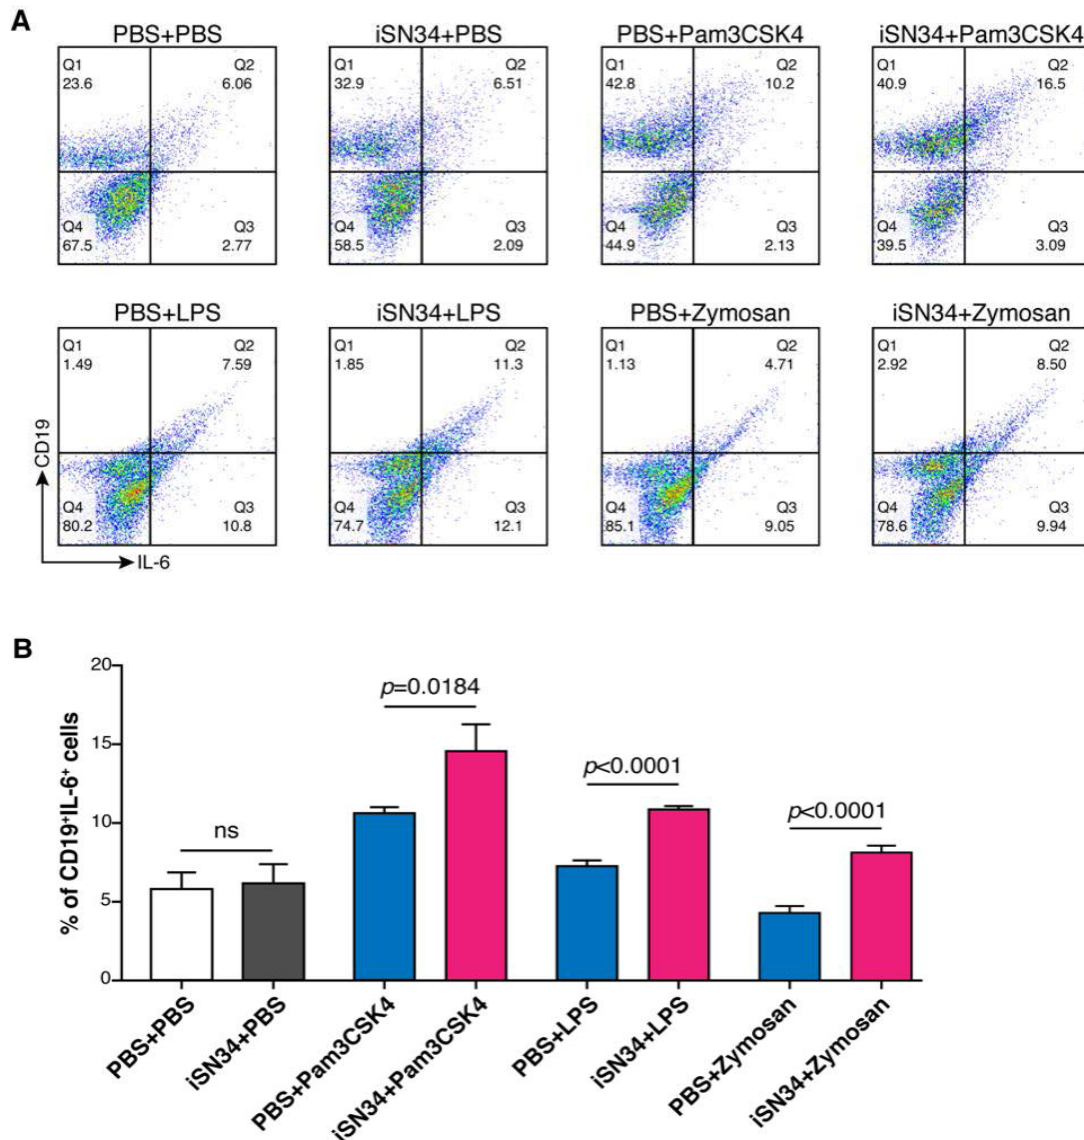 A
PBS+PBS
iSN34+PBS
PBS+Pam3CSK4
iSN34+Pam3CSK4
Q1
23.6
Q2
6.06
Q4
67.5
Q3
2.77
Q1
32.9
Q2
6.51
Q4
58.5
Q3
2.09
Q1
42.8
Q2
10.2
Q4
44.9
Q3
2.13
Q1
40.9
Q2
16.5
Q4
39.5
Q3
3.09
PBS+LPS
iSN34+LPS
PBS+Zymosan
iSN34+Zymosan
Q1
1.49
Q2
7.59
Q4
80.2
Q3
10.8
Q1
1.85
Q2
11.3
Q4
74.7
Q3
12.1
Q1
1.13
Q2
4.71
Q4
85.1
Q3
9.05
Q1
2.92
Q2
8.50
Q4
78.6
Q3
9.94
CD19
IL-6
B
% of CD19⁺IL-6⁺ cells
20
15
10
5
0
ns
p=0.0184
p<0.0001
p<0.0001
PBS+PBS
iSN34+PBS
PBS+Pam3CSK4
iSN34+Pam3CSK4
PBS+LPS
iSN34+LPS
PBS+Zymosan
iSN34+Zymosan